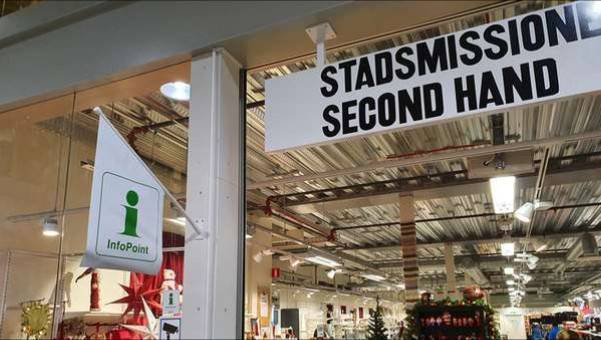 STADSMISSIONE
SECOND HAND
i
InfoPoint
i